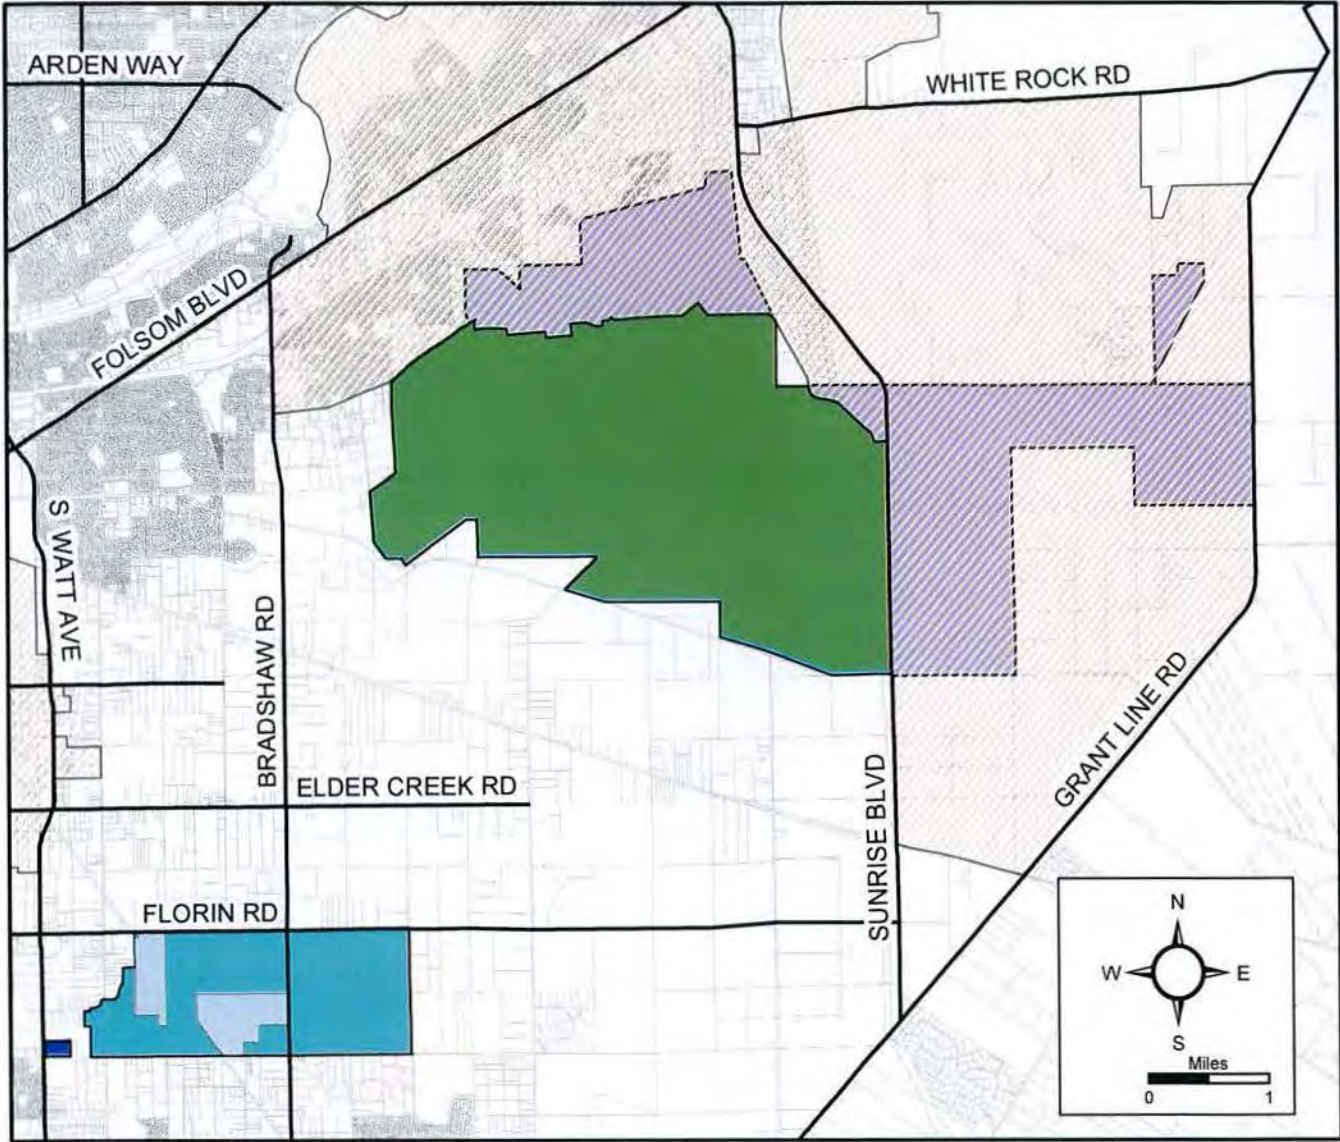 ARDEN WAY
WHITE ROCK RD
FOLSOM BLVD
S WATT AVE
BRADSHAW RD
ELDER CREEK RD
SUNRISE BLVD
GRANT LINE RD
FLORIN RD
N
W E
S
Miles
0 1